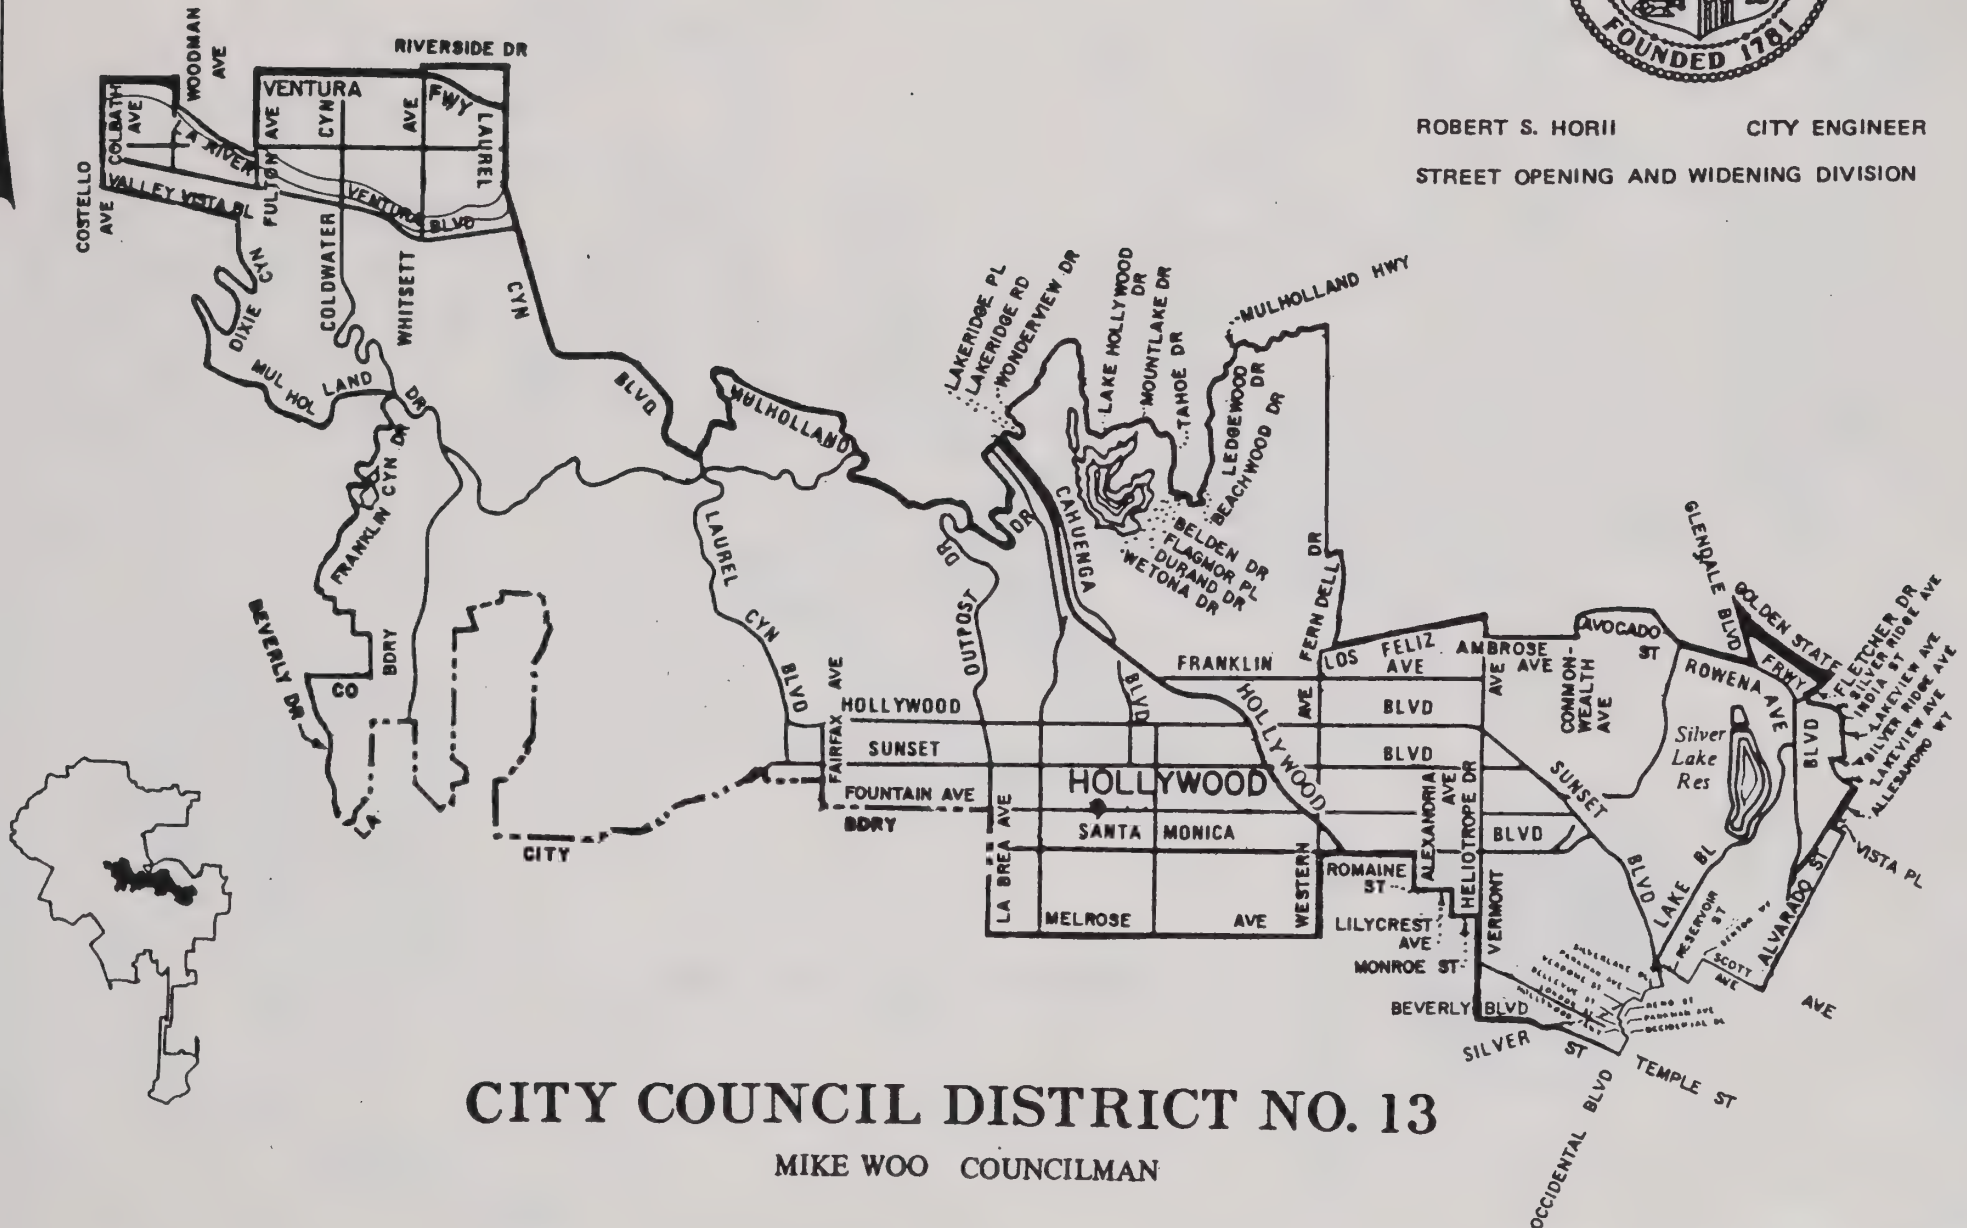 FOUNDED 1781
ROBERT S. HORII CITY ENGINEER
STREET OPENING AND WIDENING DIVISION
WOODMAN AVE
RIVERSIDE DR
VENTURA FWY
COLBATH AVE
LA RIVER
FULTON AVE
CYN
AVE
LAUREL
COSTELLO AVE
VALLEY VISTA BL
VENTURA BLVD
COLDWATER
WHITSETT
DIXIE CYN
CYN
BLVD
MULHOLLAND DR
MULHOLLAND
FRANKLIN CYN DR
BEVERLY DR
CO BDRY
LA
CITY
BDRY
LAUREL CYN BLVD
OUTPOST DR
DR
LAKERIDGE PL
LAKERIDGE RD
WONDERVIEW DR
LAKE HOLLYWOOD DR
MOUNTLAKE DR
TAHOE DR
LEDGEWOOD DR
BEACHWOOD DR
MULHOLLAND HWY
CAHUENGA
BLVD
BELDEN DR
FLAGMOR PL
DURAND DR
WETONA DR
FERN DELL DR
LOS FELIZ AVE
AMBROSE AVE
AVOCADO ST
COMMON-
WEALTH
AVE
GLENDALE BLVD
GOLDEN STATE FRWY
ROWENA AVE
FLETCHER DR
SILVER RIDGE AVE
INDIA ST
LAKEVIEW AVE
SILVER RIDGE AVE
LAKEVIEW AVE
ALLESANDRO WY
VISTA PL
BLVD
Silver
Lake
Res
FRANKLIN
HOLLYWOOD BLVD
HOLLYWOOD
SUNSET BLVD
FAIRFAX AVE
FOUNTAIN AVE
HOLLYWOOD
SANTA MONICA BLVD
LA BREA AVE
MELROSE AVE
WESTERN AVE
ROMAINE ST
ALEXANDRIA AVE
HELIOTROPE DR
VERMONT AVE
LILYCREST AVE
MONROE ST
BEVERLY BLVD
SUNSET BLVD
SILVER LAKE BL
RESERVOIR ST
SCOTT AVE
ALVARADO ST
AVE
SILVERLAKE
BELLEVUE ST
RENO ST
OCCIDENTAL BL
SILVER ST
TEMPLE ST
OCCIDENTAL BLVD
CITY COUNCIL DISTRICT NO. 13
MIKE WOO COUNCILMAN